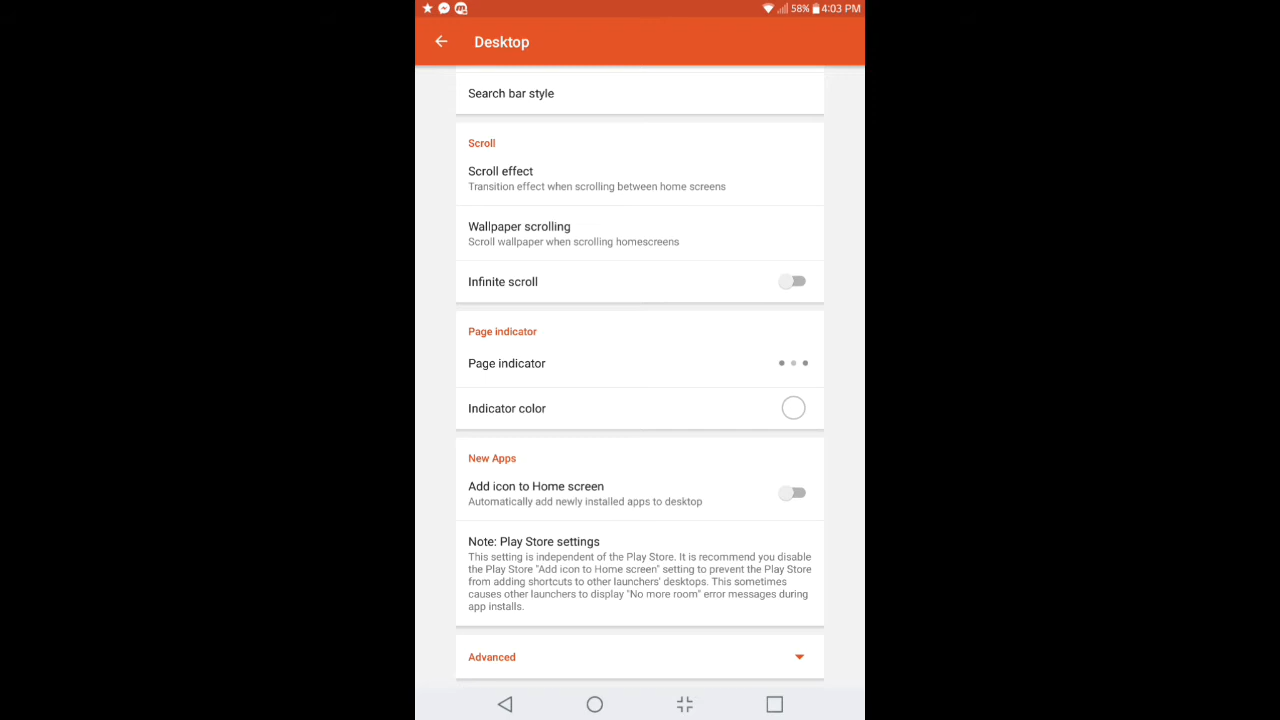 58% 4:03 PM
Desktop
Search bar style
Scroll
Scroll effect
Transition effect when scrolling between home screens
Wallpaper scrolling
Scroll wallpaper when scrolling homescreens
Infinite scroll
Page indicator
Page indicator
Indicator color
New Apps
Add icon to Home screen
Automatically add newly installed apps to desktop
Note: Play Store settings
This setting is independent of the Play Store. It is recommend you disable
the Play Store "Add icon to Home screen" setting to prevent the Play Store
from adding shortcuts to other launchers' desktops. This sometimes
causes other launchers to display "No more room" error messages during
app installs.
Advanced